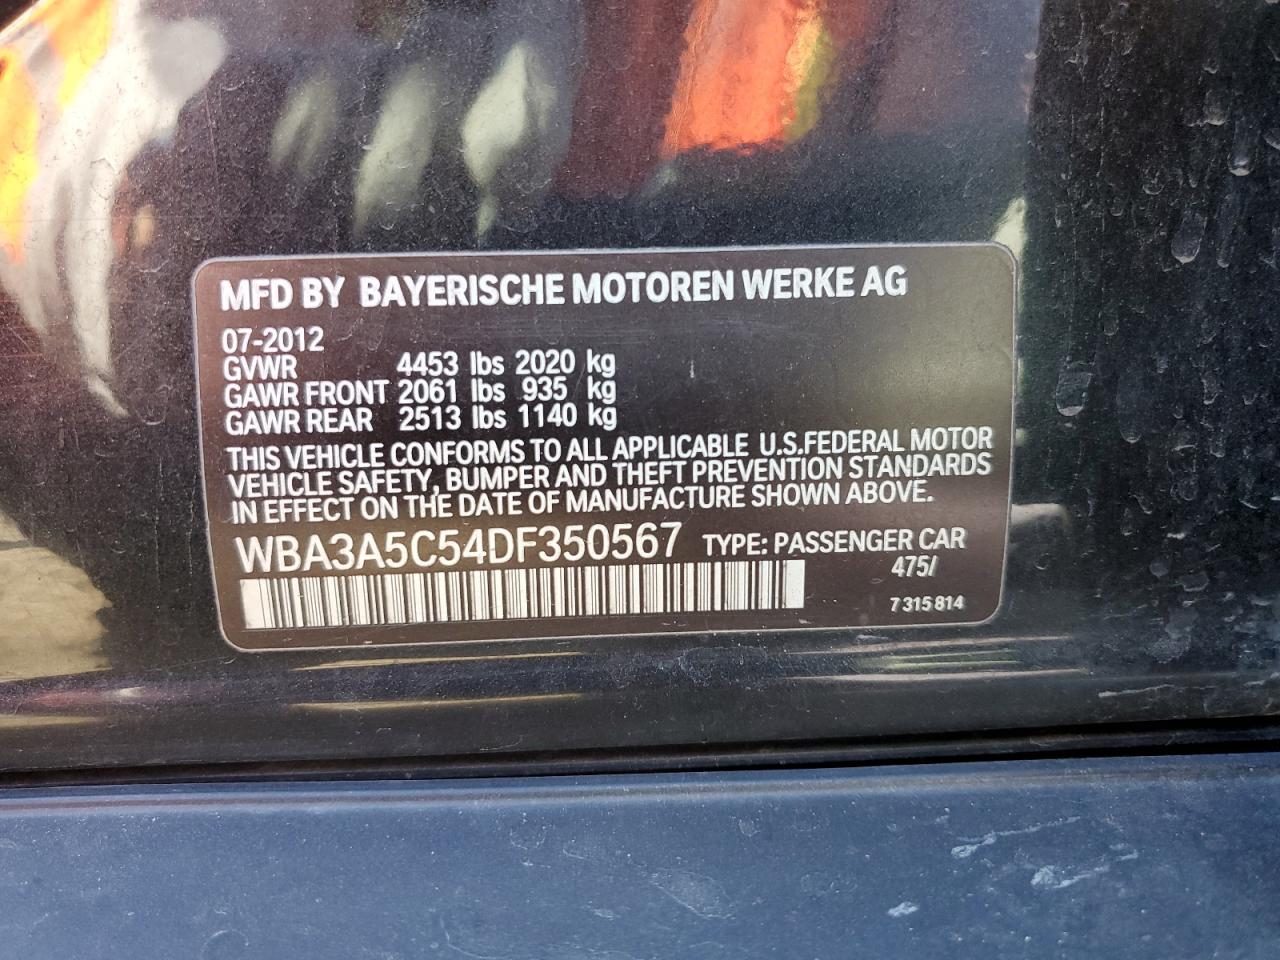 MFD BY BAYERISCHE MOTOREN WERKE AG
07-2012
GVWR 4453 lbs 2020 kg
GAWR FRONT 2061 lbs 935 kg
GAWR REAR 2513 lbs 1140 kg
THIS VEHICLE CONFORMS TO ALL APPLICABLE U.S.FEDERAL MOTOR
VEHICLE SAFETY, BUMPER AND THEFT PREVENTION STANDARDS
IN EFFECT ON THE DATE OF MANUFACTURE SHOWN ABOVE.
WBA3A5C54DF350567 TYPE: PASSENGER CAR
475/
7 315 814